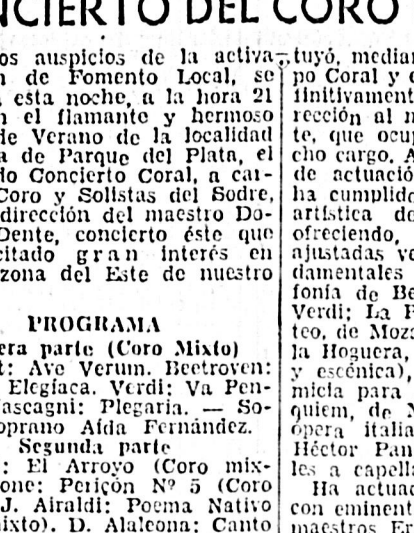 NCIERTO DEL CORO
os auspicios de la activa
n de Fomento Local, se
esta noche, a la hora 21
n el flamante y hermoso
de Verano de la localidad
a de Parque del Plata, el
do Concierto Coral, a car-
Coro y Solistas del Sodre,
dirección del maestro Do-
Dente, concierto éste que
citado gran interés en
zona del Este de nuestro
PROGRAMA
era parte (Coro Mixto)
t: Ave Verum. Beetroven:
Elegíaca. Verdi: Va Pen-
Mascagni: Plegaria. — So-
oprano Aída Fernández.
Segunda parte
: El Arroyo (Coro mix-
one: Pericón Nº 5 (Coro
J. Airaldi: Poema Nativo
mixto). D. Alaleona: Canto
tuyó, median
po Coral y e
finitivament
rección al m
te, que ocup
cho cargo. A
de actuació
ha cumplido
artística de
ofreciendo,
ajustadas ve
damentales
fonía de Be
Verdi; La F
teo, de Moza
la Hoguera,
y escénica),
micia para
quiem, de
ópera italia
Héctor Pan
les a capella
Ha actuad
con eminent
maestros Er